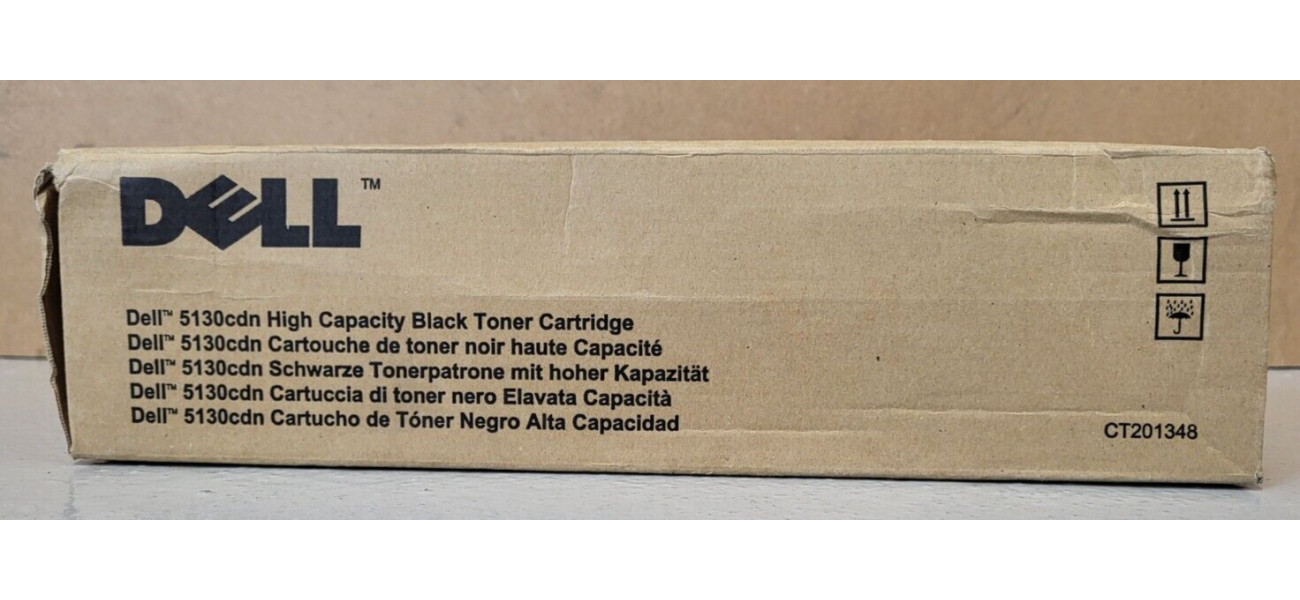 DELL™
Dell™ 5130cdn High Capacity Black Toner Cartridge
Dell™ 5130cdn Cartouche de toner noir haute Capacité
Dell™ 5130cdn Schwarze Tonerpatrone mit hoher Kapazität
Dell™ 5130cdn Cartuccia di toner nero Elavata Capacità
Dell™ 5130cdn Cartucho de Tóner Negro Alta Capacidad
CT201348